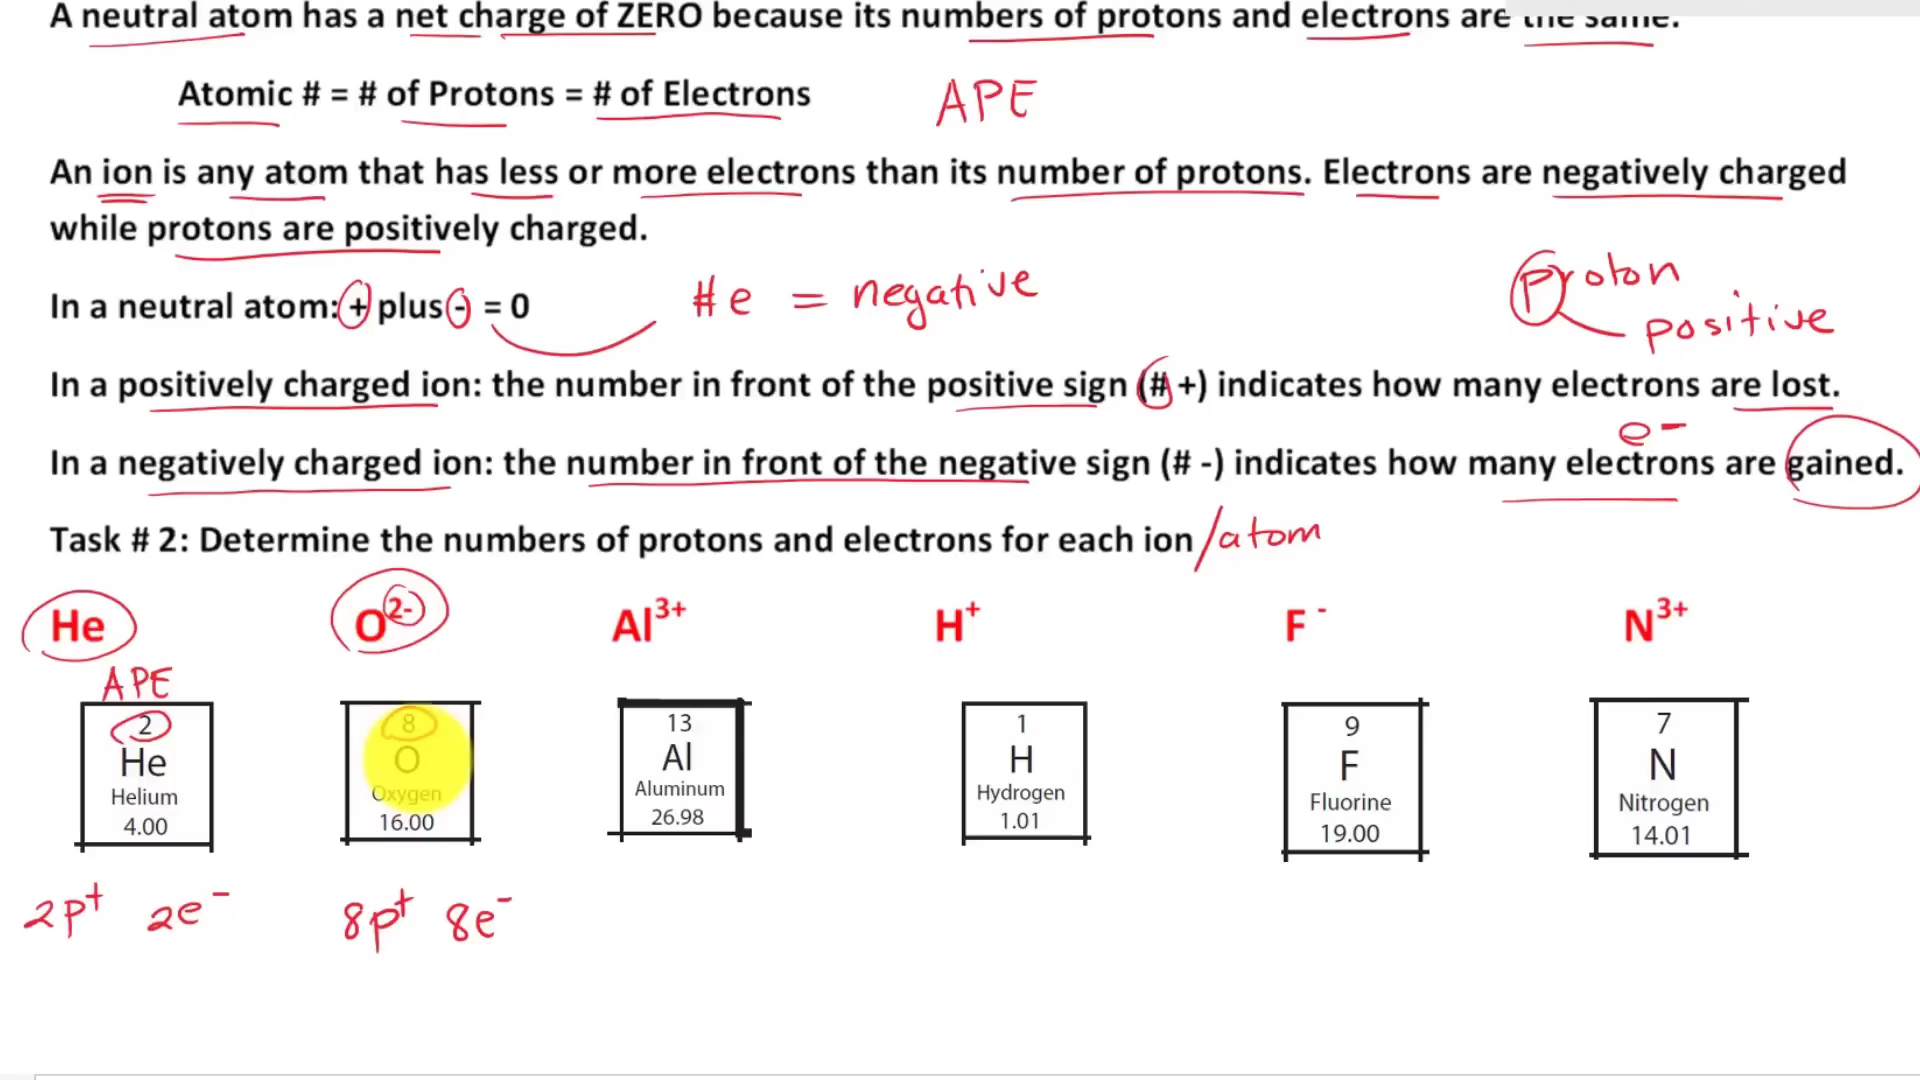 A neutral atom has a net charge of ZERO because its numbers of protons and electrons are the same.
Atomic # = # of Protons = # of Electrons APE
An ion is any atom that has less or more electrons than its number of protons. Electrons are negatively charged
while protons are positively charged.
In a neutral atom: + plus - = 0 #e = negative Proton positive
In a positively charged ion: the number in front of the positive sign (# +) indicates how many electrons are lost.
e-
In a negatively charged ion: the number in front of the negative sign (# -) indicates how many electrons are gained.
Task # 2: Determine the numbers of protons and electrons for each ion /atom
He O²⁻ Al³⁺ H⁺ F⁻ N³⁺
APE
2 8 13 1 9 7
He O Al H F N
Helium Oxygen Aluminum Hydrogen Fluorine Nitrogen
4.00 16.00 26.98 1.01 19.00 14.01
2p⁺ 2e⁻ 8p⁺ 8e⁻